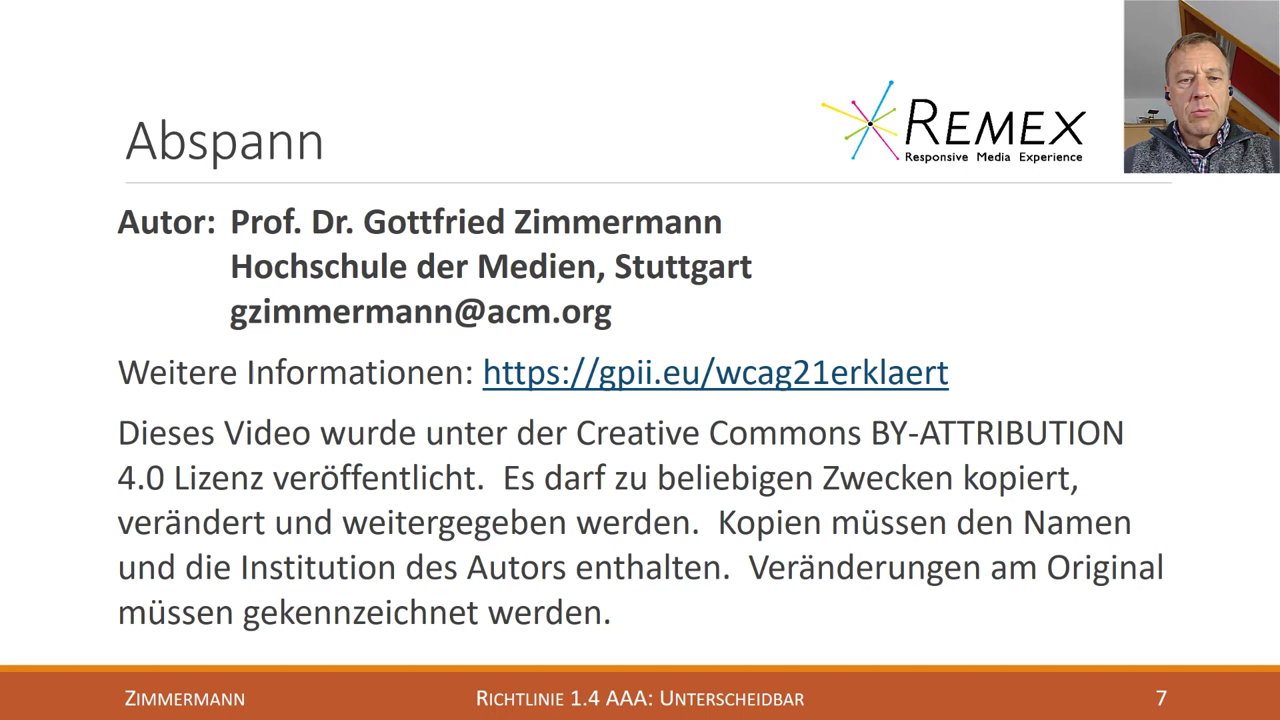 Abspann
REMEX
Responsive Media Experience
Autor: Prof. Dr. Gottfried Zimmermann
Hochschule der Medien, Stuttgart
gzimmermann@acm.org
Weitere Informationen: https://gpii.eu/wcag21erklaert
Dieses Video wurde unter der Creative Commons BY-ATTRIBUTION
4.0 Lizenz veröffentlicht.  Es darf zu beliebigen Zwecken kopiert,
verändert und weitergegeben werden.  Kopien müssen den Namen
und die Institution des Autors enthalten.  Veränderungen am Original
müssen gekennzeichnet werden.
ZIMMERMANN
RICHTLINIE 1.4 AAA: UNTERSCHEIDBAR
7